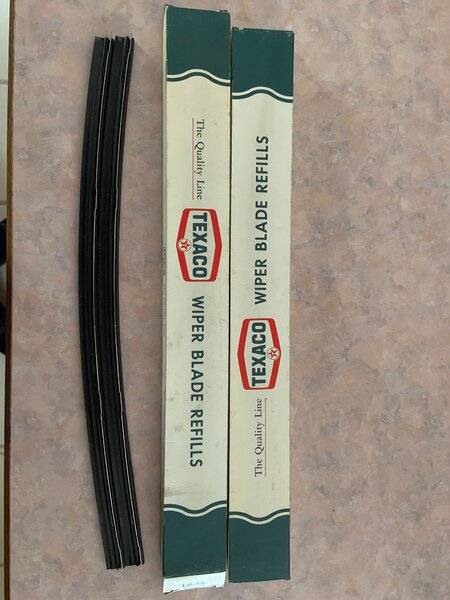 The Quality Line
TEXACO
WIPER BLADE REFILLS
The Quality Line
TEXACO
WIPER BLADE REFILLS